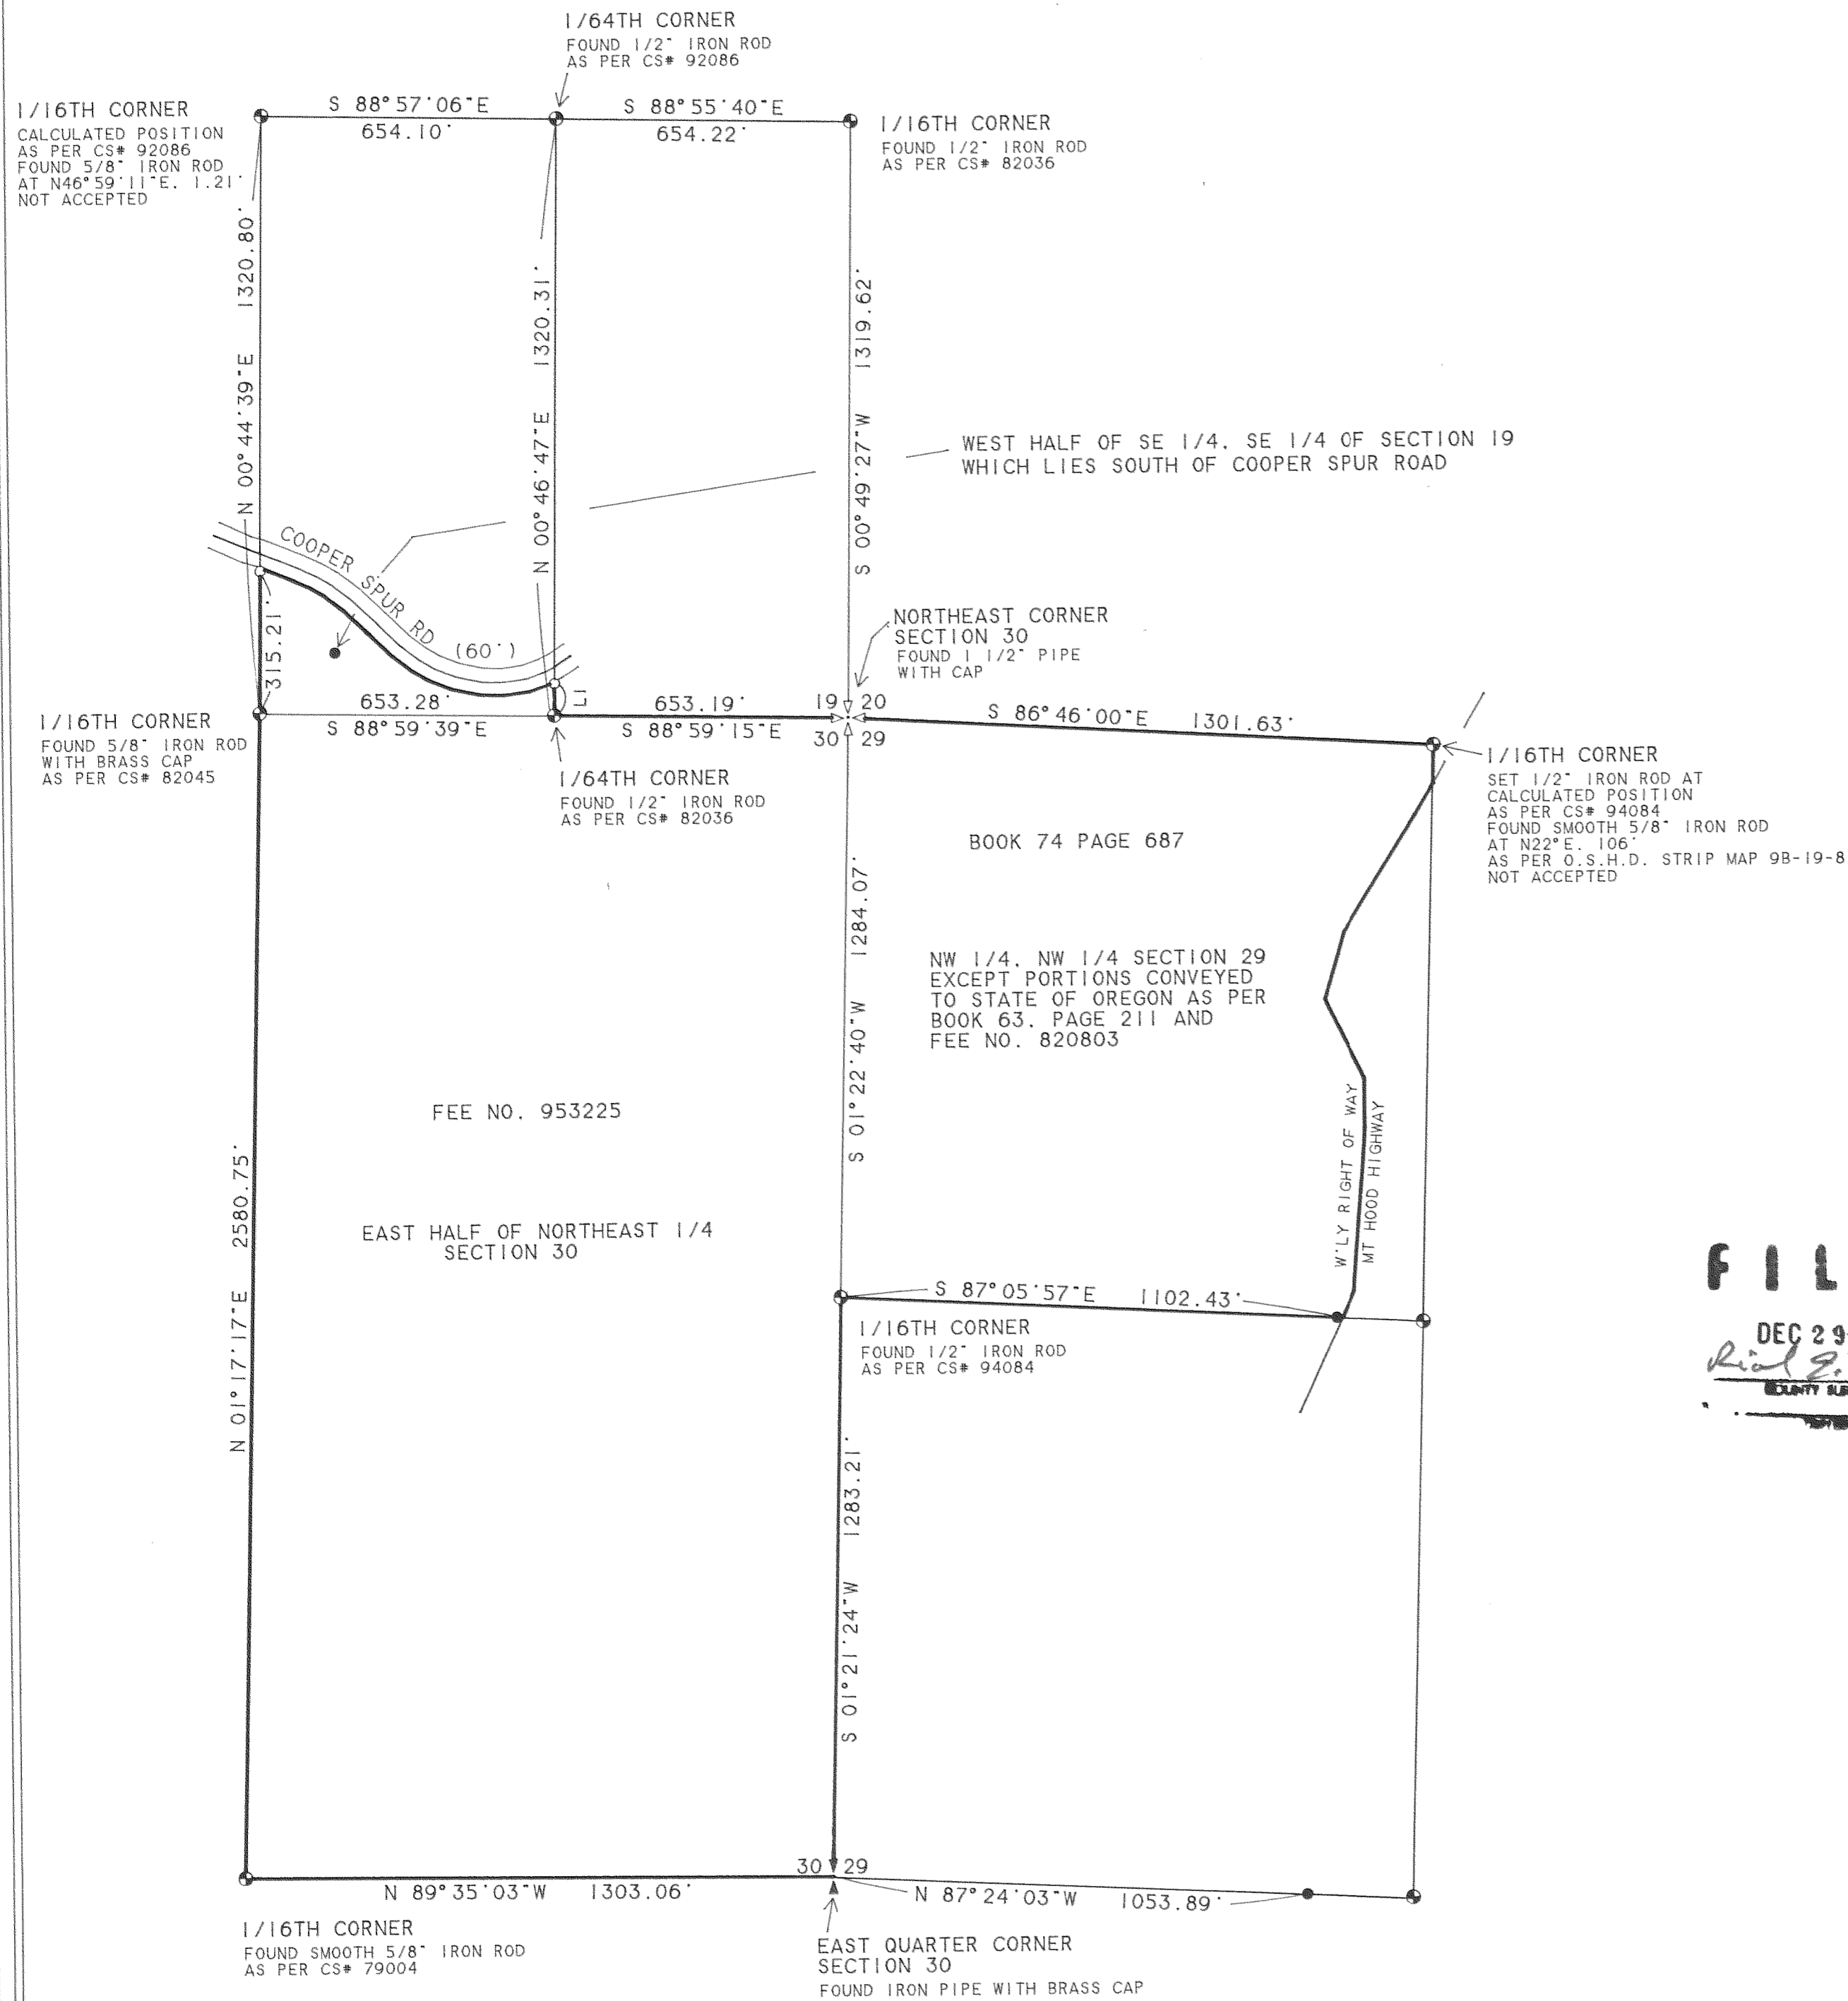 1/64TH CORNER
FOUND 1/2" IRON ROD
AS PER CS# 92086
1/16TH CORNER
CALCULATED POSITION
AS PER CS# 92086
FOUND 5/8" IRON ROD
AT N46°59'11"E. 1.21'
NOT ACCEPTED
S 88°57'06"E
654.10'
S 88°55'40"E
654.22'
1/16TH CORNER
FOUND 1/2" IRON ROD
AS PER CS# 82036
N 00°44'39"E 1320.80'
N 00°46'47"E 1320.31'
S 00°49'27"W 1319.62'
WEST HALF OF SE 1/4. SE 1/4 OF SECTION 19
WHICH LIES SOUTH OF COOPER SPUR ROAD
COOPER SPUR RD (60')
315.21'
L1
NORTHEAST CORNER
SECTION 30
FOUND 1 1/2" PIPE
WITH CAP
1/16TH CORNER
FOUND 5/8" IRON ROD
WITH BRASS CAP
AS PER CS# 82045
653.28'
S 88°59'39"E
653.19'
S 88°59'15"E
19 20
30 29
S 86°46'00"E 1301.63'
1/64TH CORNER
FOUND 1/2" IRON ROD
AS PER CS# 82036
1/16TH CORNER
SET 1/2" IRON ROD AT
CALCULATED POSITION
AS PER CS# 94084
FOUND SMOOTH 5/8" IRON ROD
AT N22°E. 106'
AS PER O.S.H.D. STRIP MAP 9B-19-8
NOT ACCEPTED
BOOK 74 PAGE 687
S 01°22'40"W 1284.07'
NW 1/4. NW 1/4 SECTION 29
EXCEPT PORTIONS CONVEYED
TO STATE OF OREGON AS PER
BOOK 63. PAGE 211 AND
FEE NO. 820803
W'LY RIGHT OF WAY
MT HOOD HIGHWAY
FEE NO. 953225
N 01°17'17"E 2580.75'
EAST HALF OF NORTHEAST 1/4
SECTION 30
S 87°05'57"E 1102.43'
1/16TH CORNER
FOUND 1/2" IRON ROD
AS PER CS# 94084
F I L
DEC 29
COUNTY SUR
S 01°21'24"W 1283.21'
30 29
N 89°35'03"W 1303.06'
N 87°24'03"W 1053.89'
1/16TH CORNER
FOUND SMOOTH 5/8" IRON ROD
AS PER CS# 79004
EAST QUARTER CORNER
SECTION 30
FOUND IRON PIPE WITH BRASS CAP